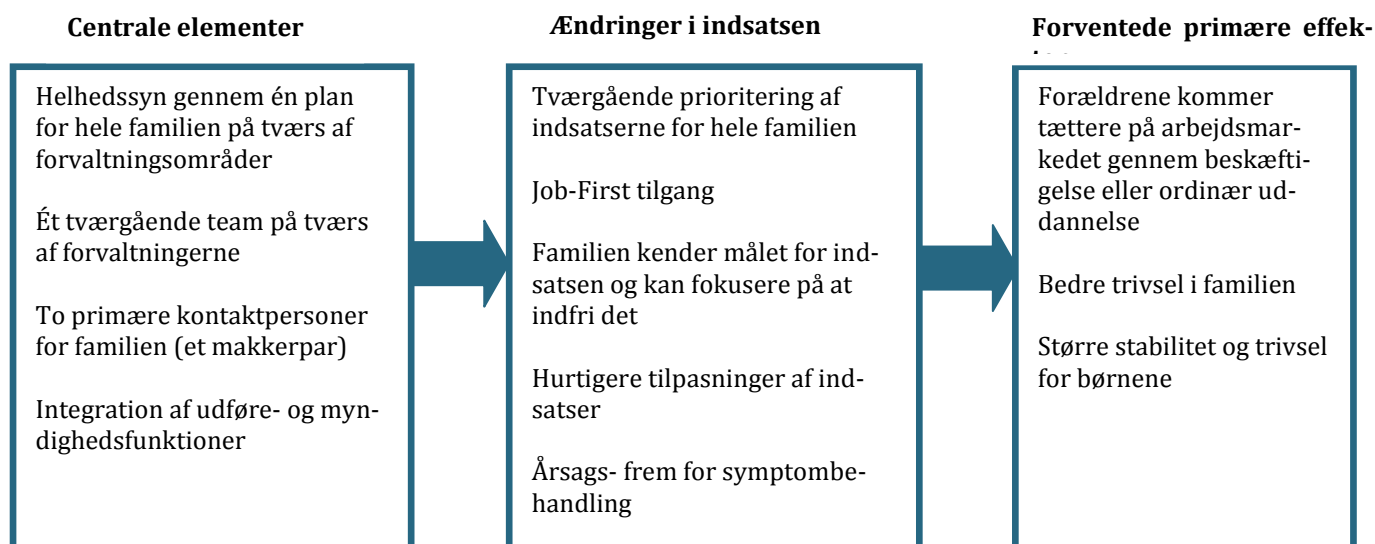 Centrale elementer
Helhedssyn gennem én plan
for hele familien på tværs af
forvaltningsområder
Ét tværgående team på tværs
af forvaltningerne
To primære kontaktpersoner
for familien (et makkerpar)
Integration af udføre- og myn-
dighedsfunktioner
Ændringer i indsatsen
Tværgående prioritering af
indsatserne for hele familien
Job-First tilgang
Familien kender målet for ind-
satsen og kan fokusere på at
indfri det
Hurtigere tilpasninger af ind-
satser
Årsags- frem for symptombe-
handling
Forventede primære effek-
Forældrene kommer
tættere på arbejdsmar-
kedet gennem beskæfti-
gelse eller ordinær ud-
dannelse
Bedre trivsel i familien
Større stabilitet og trivsel
for børnene